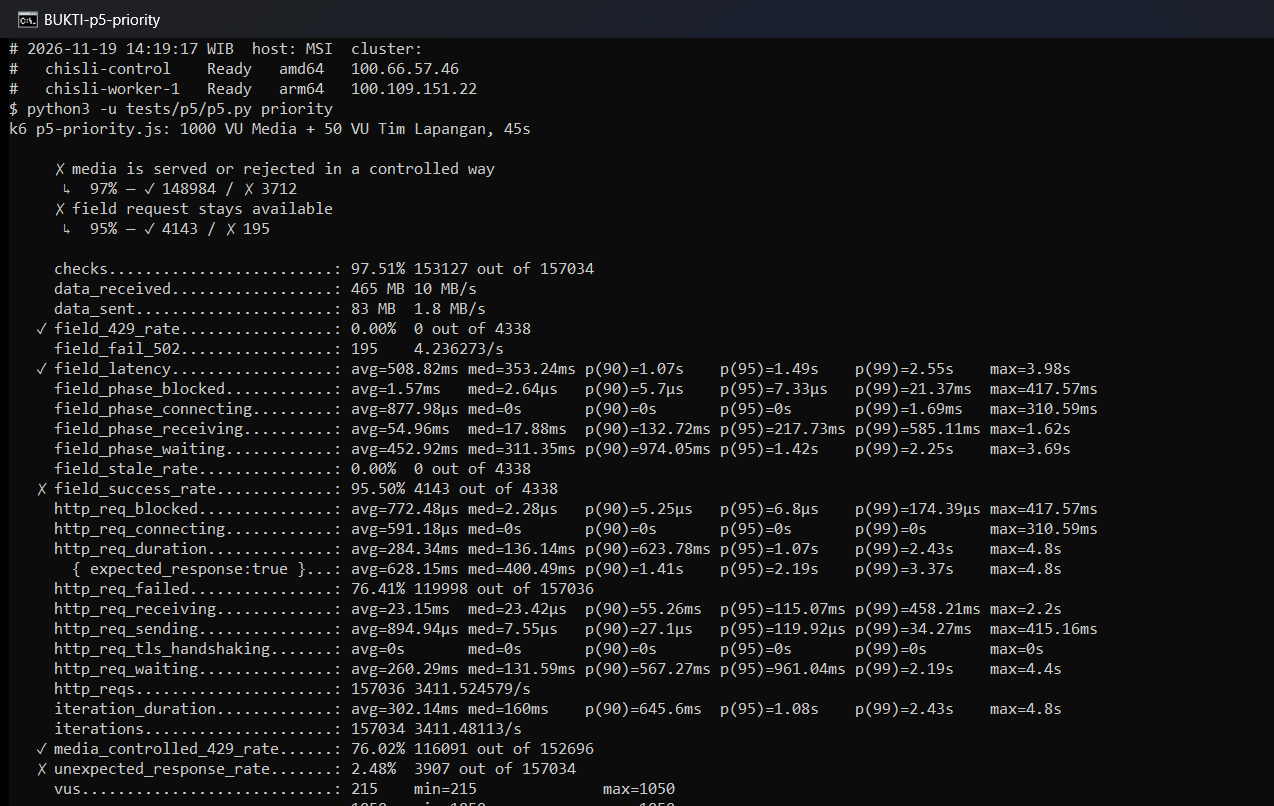 BUKTI-p5-priority
# 2026-11-19 14:19:17 WIB  host: MSI  cluster:
#   chisli-control    Ready   amd64   100.66.57.46
#   chisli-worker-1   Ready   arm64   100.109.151.22
$ python3 -u tests/p5/p5.py priority
k6 p5-priority.js: 1000 VU Media + 50 VU Tim Lapangan, 45s
✗ media is served or rejected in a controlled way
↳  97% — ✓ 148984 / ✗ 3712
✗ field request stays available
↳  95% — ✓ 4143 / ✗ 195
checks.........................: 97.51% 153127 out of 157034
data_received..................: 465 MB 10 MB/s
data_sent......................: 83 MB  1.8 MB/s
✓ field_429_rate.................: 0.00%  0 out of 4338
field_fail_502.................: 195    4.236273/s
✓ field_latency..................: avg=508.82ms med=353.24ms p(90)=1.07s    p(95)=1.49s    p(99)=2.55s    max=3.98s
field_phase_blocked............: avg=1.57ms   med=2.64µs   p(90)=5.7µs    p(95)=7.33µs   p(99)=21.37ms  max=417.57ms
field_phase_connecting.........: avg=877.98µs med=0s       p(90)=0s       p(95)=0s       p(99)=1.69ms   max=310.59ms
field_phase_receiving..........: avg=54.96ms  med=17.88ms  p(90)=132.72ms p(95)=217.73ms p(99)=585.11ms max=1.62s
field_phase_waiting............: avg=452.92ms med=311.35ms p(90)=974.05ms p(95)=1.42s    p(99)=2.25s    max=3.69s
field_stale_rate...............: 0.00%  0 out of 4338
✗ field_success_rate.............: 95.50% 4143 out of 4338
http_req_blocked...............: avg=772.48µs med=2.28µs   p(90)=5.25µs   p(95)=6.8µs    p(99)=174.39µs max=417.57ms
http_req_connecting............: avg=591.18µs med=0s       p(90)=0s       p(95)=0s       p(99)=0s       max=310.59ms
http_req_duration..............: avg=284.34ms med=136.14ms p(90)=623.78ms p(95)=1.07s    p(99)=2.43s    max=4.8s
{ expected_response:true }...: avg=628.15ms med=400.49ms p(90)=1.41s    p(95)=2.19s    p(99)=3.37s    max=4.8s
http_req_failed................: 76.41% 119998 out of 157036
http_req_receiving.............: avg=23.15ms  med=23.42µs  p(90)=55.26ms  p(95)=115.07ms p(99)=458.21ms max=2.2s
http_req_sending...............: avg=894.94µs med=7.55µs   p(90)=27.1µs   p(95)=119.92µs p(99)=34.27ms  max=415.16ms
http_req_tls_handshaking.......: avg=0s       med=0s       p(90)=0s       p(95)=0s       p(99)=0s       max=0s
http_req_waiting...............: avg=260.29ms med=131.59ms p(90)=567.27ms p(95)=961.04ms p(99)=2.19s    max=4.4s
http_reqs......................: 157036 3411.524579/s
iteration_duration.............: avg=302.14ms med=160ms    p(90)=645.6ms  p(95)=1.08s    p(99)=2.43s    max=4.8s
iterations.....................: 157034 3411.48113/s
✓ media_controlled_429_rate......: 76.02% 116091 out of 152696
✗ unexpected_response_rate.......: 2.48%  3907 out of 157034
vus............................: 215    min=215            max=1050